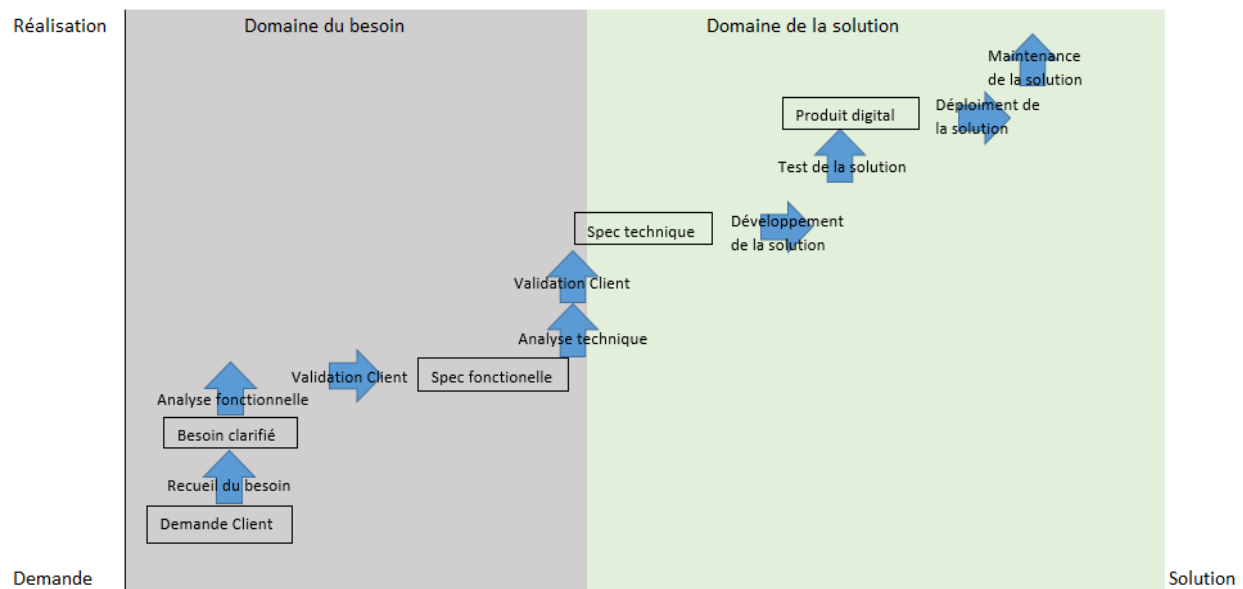 Réalisation
Domaine du besoin
Domaine de la solution
Maintenance
de la solution
Produit digital
Déploiment de
la solution
Test de la solution
Spec technique
Développement
de la solution
Validation Client
Analyse technique
Validation Client
Spec fonctionelle
Analyse fonctionnelle
Besoin clarifié
Recueil du besoin
Demande Client
Demande
Solution